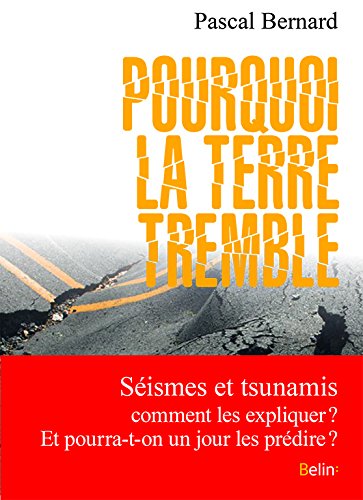 Pascal Bernard
POURQUOI
LA TERRE
TREMBLE
Séismes et tsunamis
comment les expliquer ?
Et pourra-t-on un jour les prédire ?
Belin: